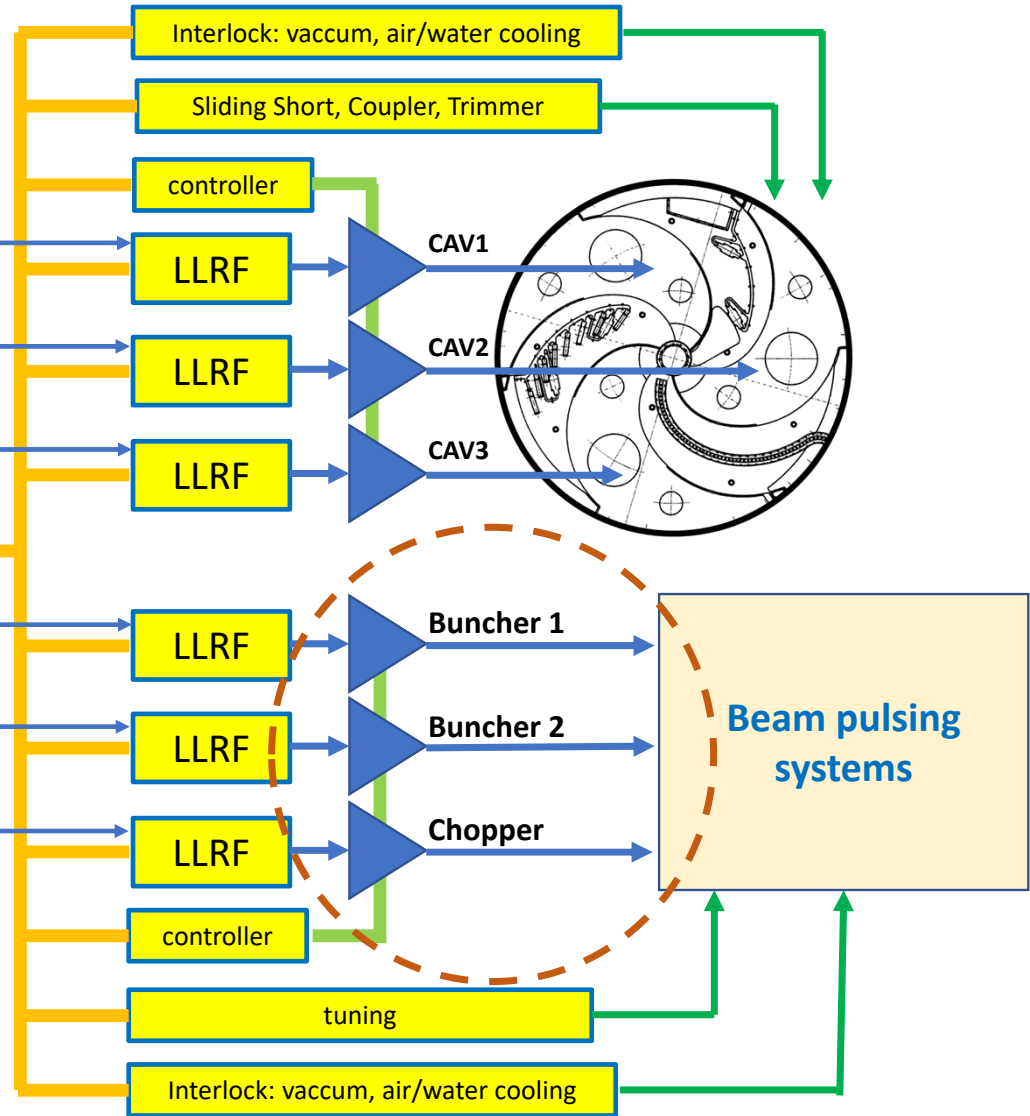 Interlock: vaccum, air/water cooling
Sliding Short, Coupler, Trimmer
controller
LLRF
CAV1
LLRF
CAV2
LLRF
CAV3
LLRF
Buncher 1
LLRF
Buncher 2
LLRF
Chopper
Beam pulsing
systems
controller
tuning
Interlock: vaccum, air/water cooling